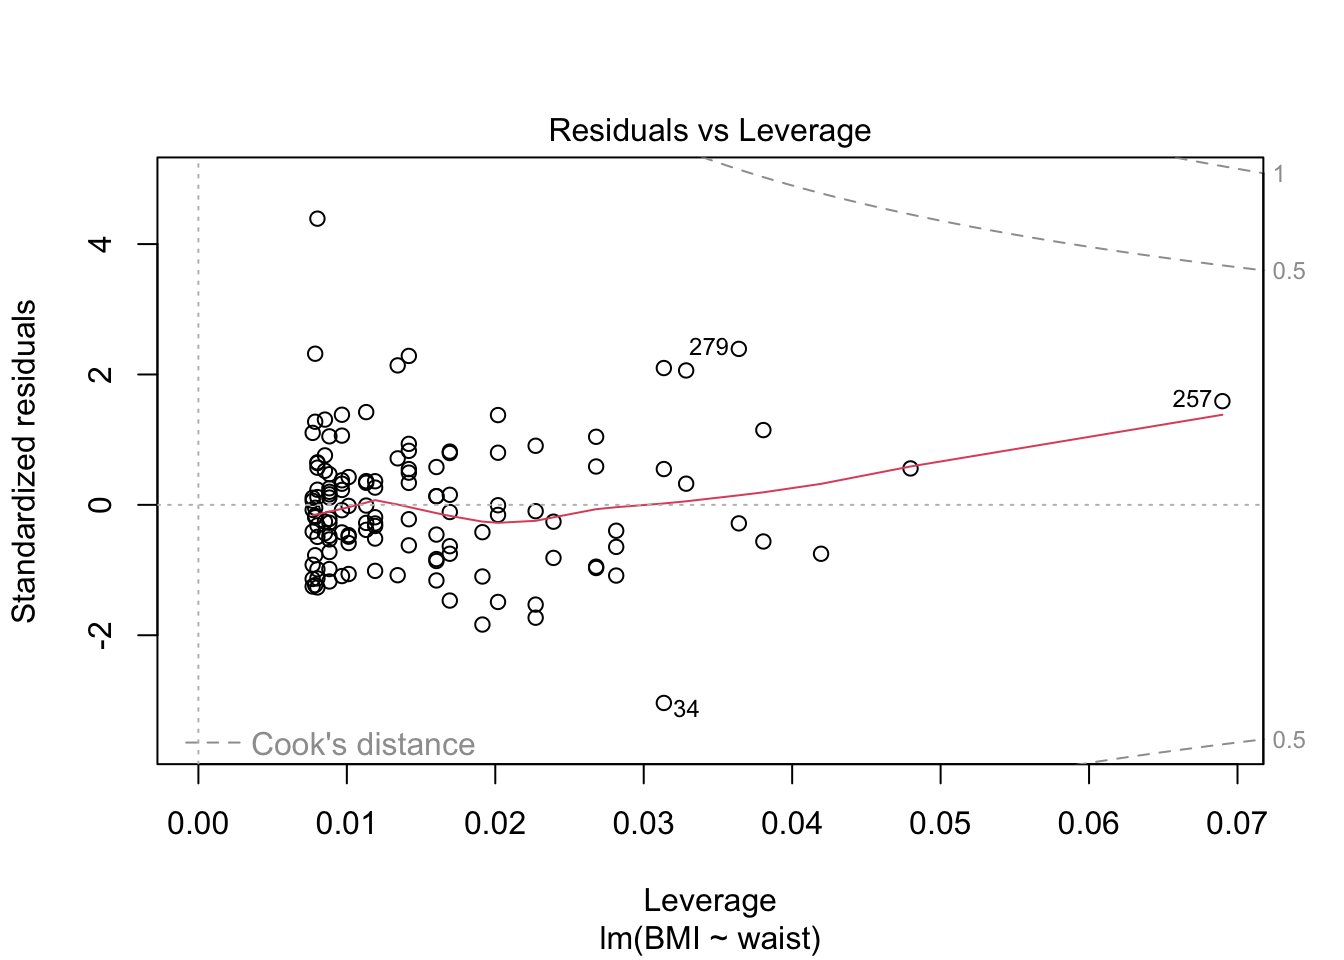 Residuals vs Leverage
Standardized residuals
4
2
0
-2
1
0.5
0.5
279
257
34
Cook's distance
0.00 0.01 0.02 0.03 0.04 0.05 0.06 0.07
Leverage
lm(BMI ~ waist)